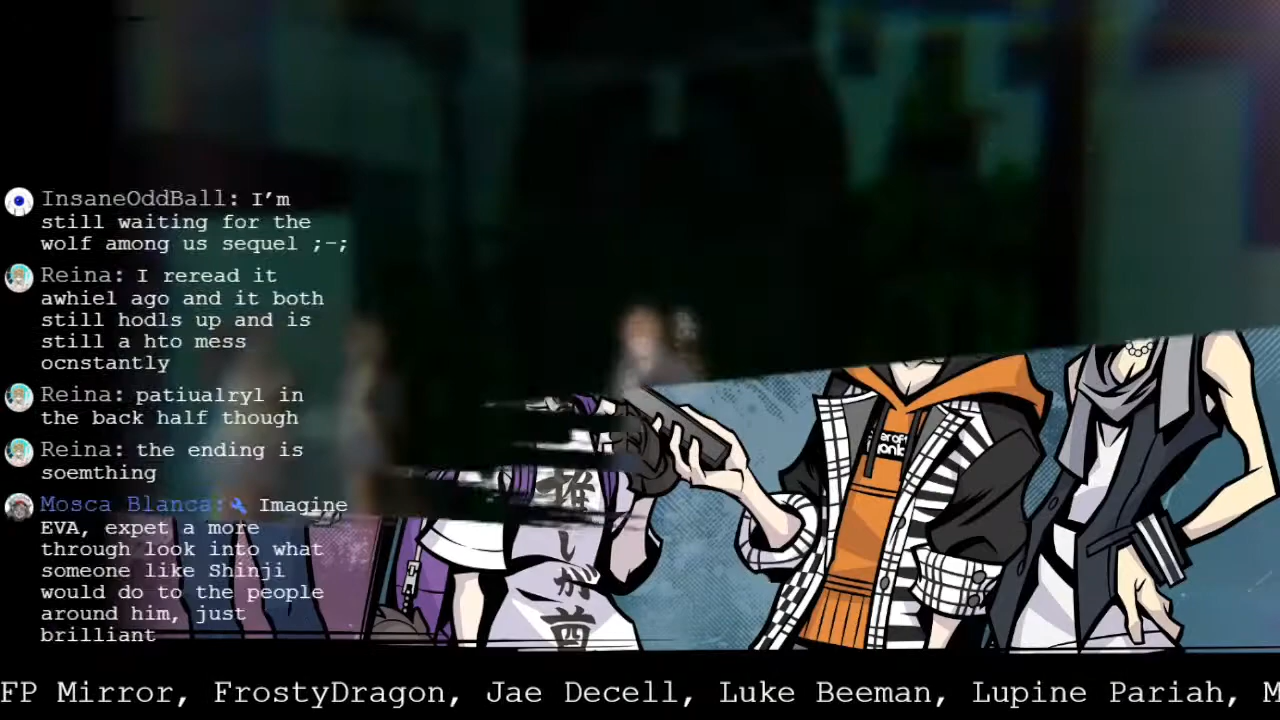 InsaneOddBall: I’m
still waiting for the
wolf among us sequel ;-;
Reina: I reread it
awhiel ago and it both
still hodls up and is
still a hto mess
ocnstantly
Reina: patiualryl in
the back half though
Reina: the ending is
soemthing
Mosca Blanca: Imagine
EVA, expet a more
through look into what
someone like Shinji
would do to the people
around him, just
brilliant
しが
酋
FP Mirror, FrostyDragon, Jae Decell, Luke Beeman, Lupine Pariah, M